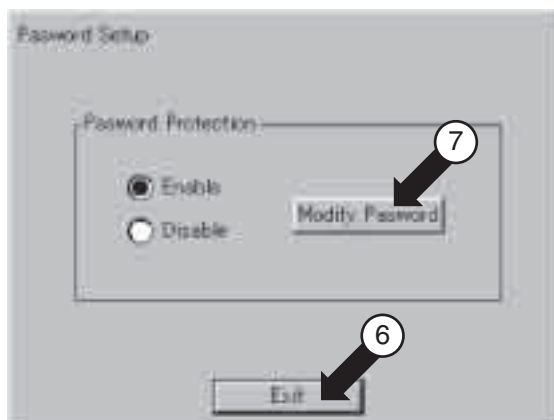 Password Setup
Password Protection
7
Enable
Modify Password
Disable
6
Exit